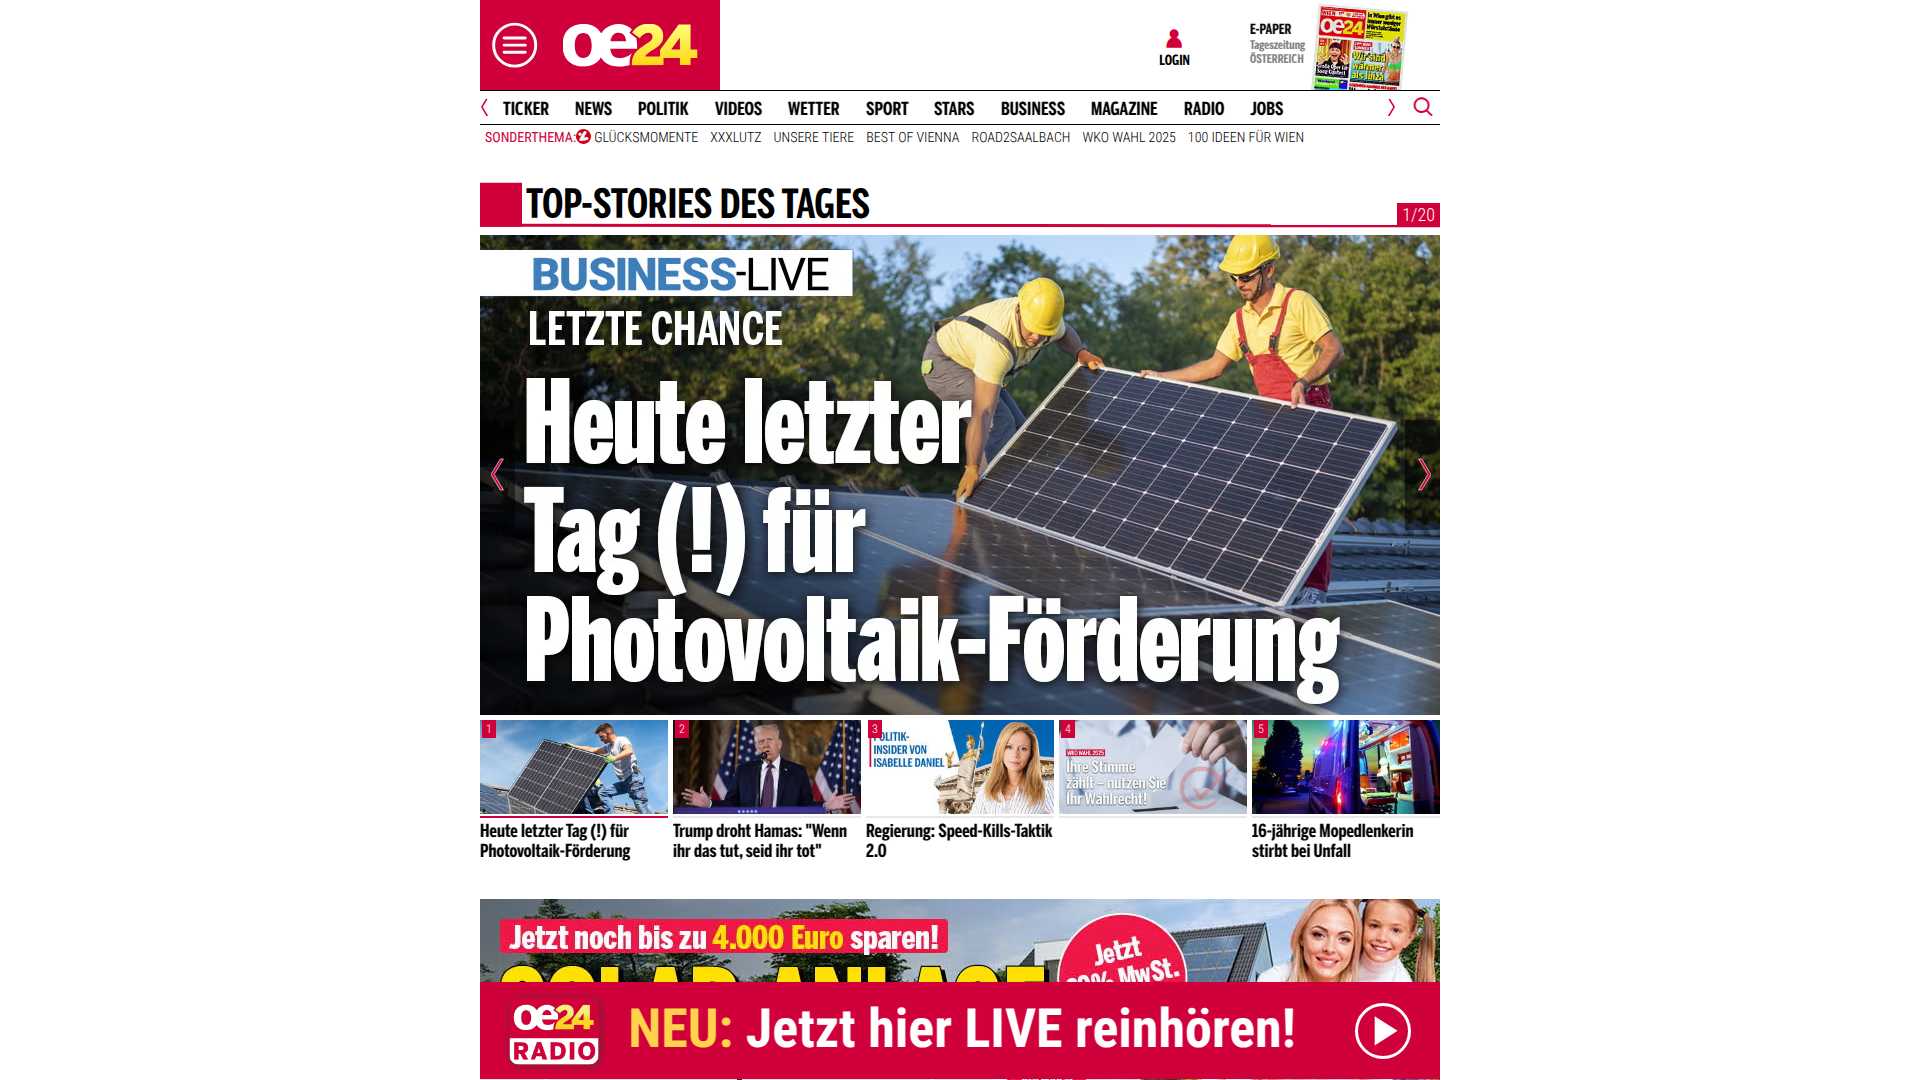 oe24
LOGIN
E-PAPER
Tageszeitung
ÖSTERREICH
oe24
TICKER NEWS POLITIK VIDEOS WETTER SPORT STARS BUSINESS MAGAZINE RADIO JOBS
SONDERTHEMA: GLÜCKSMOMENTE XXXLUTZ UNSERE TIERE BEST OF VIENNA ROAD2SAALBACH WKO WAHL 2025 100 IDEEN FÜR WIEN
TOP-STORIES DES TAGES
1/20
BUSINESS-LIVE
LETZTE CHANCE
Heute letzter
Tag (!) für
Photovoltaik-Förderung
1
Heute letzter Tag (!) für
Photovoltaik-Förderung
2
Trump droht Hamas: "Wenn
ihr das tut, seid ihr tot"
3
POLITIK-
INSIDER VON
ISABELLE DANIEL
Regierung: Speed-Kills-Taktik
2.0
4
WKO WAHL 2025
Ihre Stimme
zählt – nutzen Sie
Ihr Wahlrecht!
5
16-jährige Mopedlenkerin
stirbt bei Unfall
Jetzt noch bis zu 4.000 Euro sparen!
SOLAR-ANLAGE
Jetzt
MwSt.
oe24
RADIO
NEU: Jetzt hier LIVE reinhören!